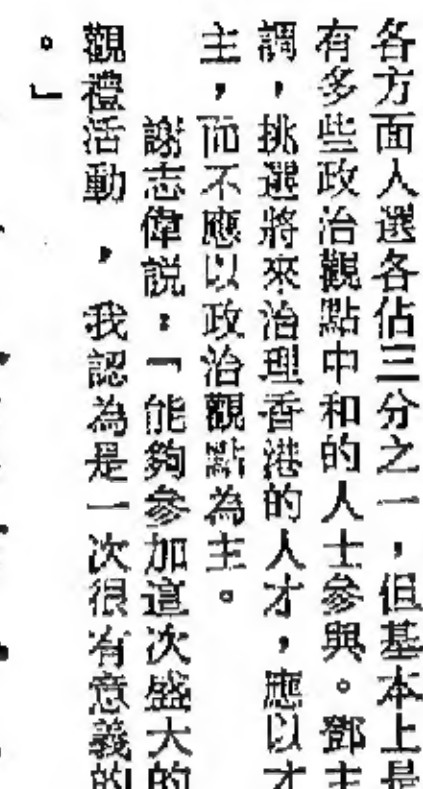 各方面人選各佔三分之一，但基本上是
有多些政治觀點中和的人士參與。鄧主
調，挑選將來治理香港的人才，應以才
主，而不應以政治觀點為主。
謝志偉説：「能夠參加這次盛大的
觀禮活動，我認為是一次很有意義的
。」